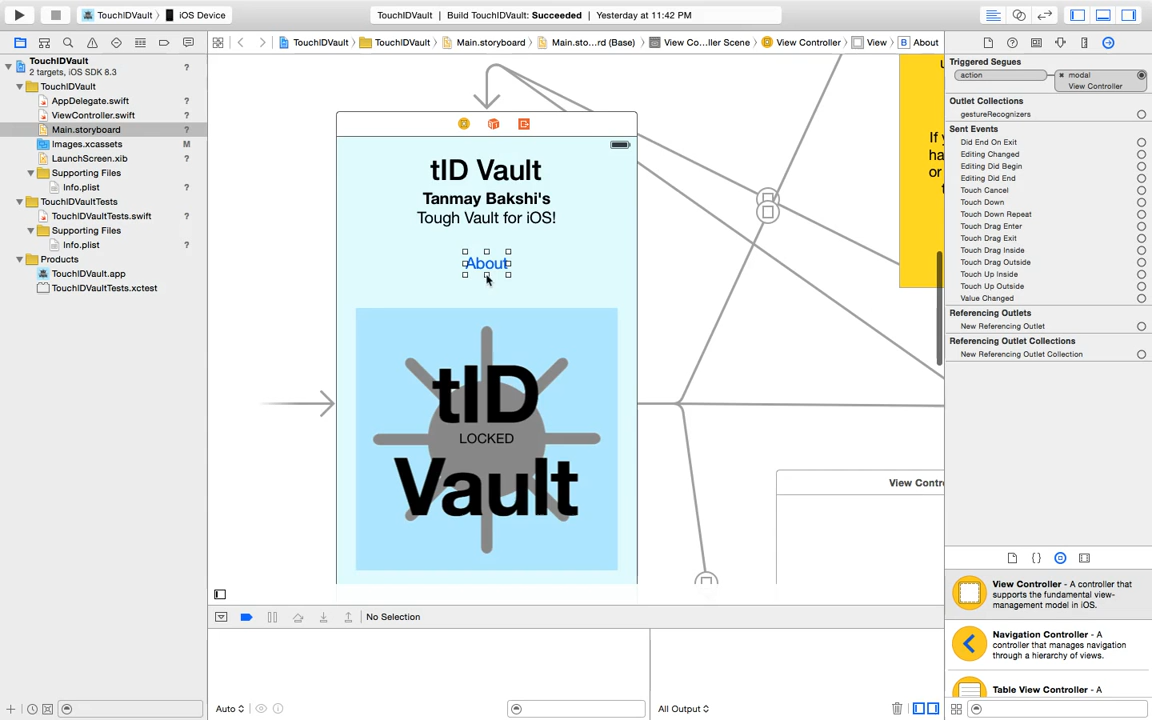 TouchIDVault
iOS Device
TouchIDVault
Build TouchIDVault: Succeeded
Yesterday at 11:42 PM
TouchIDVault
TouchIDVault
Main.storyboard
Main.sto...rd (Base)
View Co...ller Scene
View Controller
View
B About
TouchIDVault
2 targets, iOS SDK 8.3
?
TouchIDVault
AppDelegate.swift
?
ViewController.swift
?
Main.storyboard
?
Images.xcassets
M
LaunchScreen.xib
?
Supporting Files
Info.plist
?
TouchIDVaultTests
TouchIDVaultTests.swift
?
Supporting Files
Info.plist
?
Products
TouchIDVault.app
TouchIDVaultTests.xctest
tID Vault
Tanmay Bakshi's
Tough Vault for iOS!
About
tID
LOCKED
Vault
If y
ha
or
View Contro
No Selection
Auto
All Output
Triggered Segues
action
modal
View Controller
Outlet Collections
gestureRecognizers
Sent Events
Did End On Exit
Editing Changed
Editing Did Begin
Editing Did End
Touch Cancel
Touch Down
Touch Down Repeat
Touch Drag Enter
Touch Drag Exit
Touch Drag Inside
Touch Drag Outside
Touch Up Inside
Touch Up Outside
Value Changed
Referencing Outlets
New Referencing Outlet
Referencing Outlet Collections
New Referencing Outlet Collection
View Controller - A controller that
supports the fundamental view-
management model in iOS.
Navigation Controller - A
controller that manages navigation
through a hierarchy of views.
Table View Controller - A